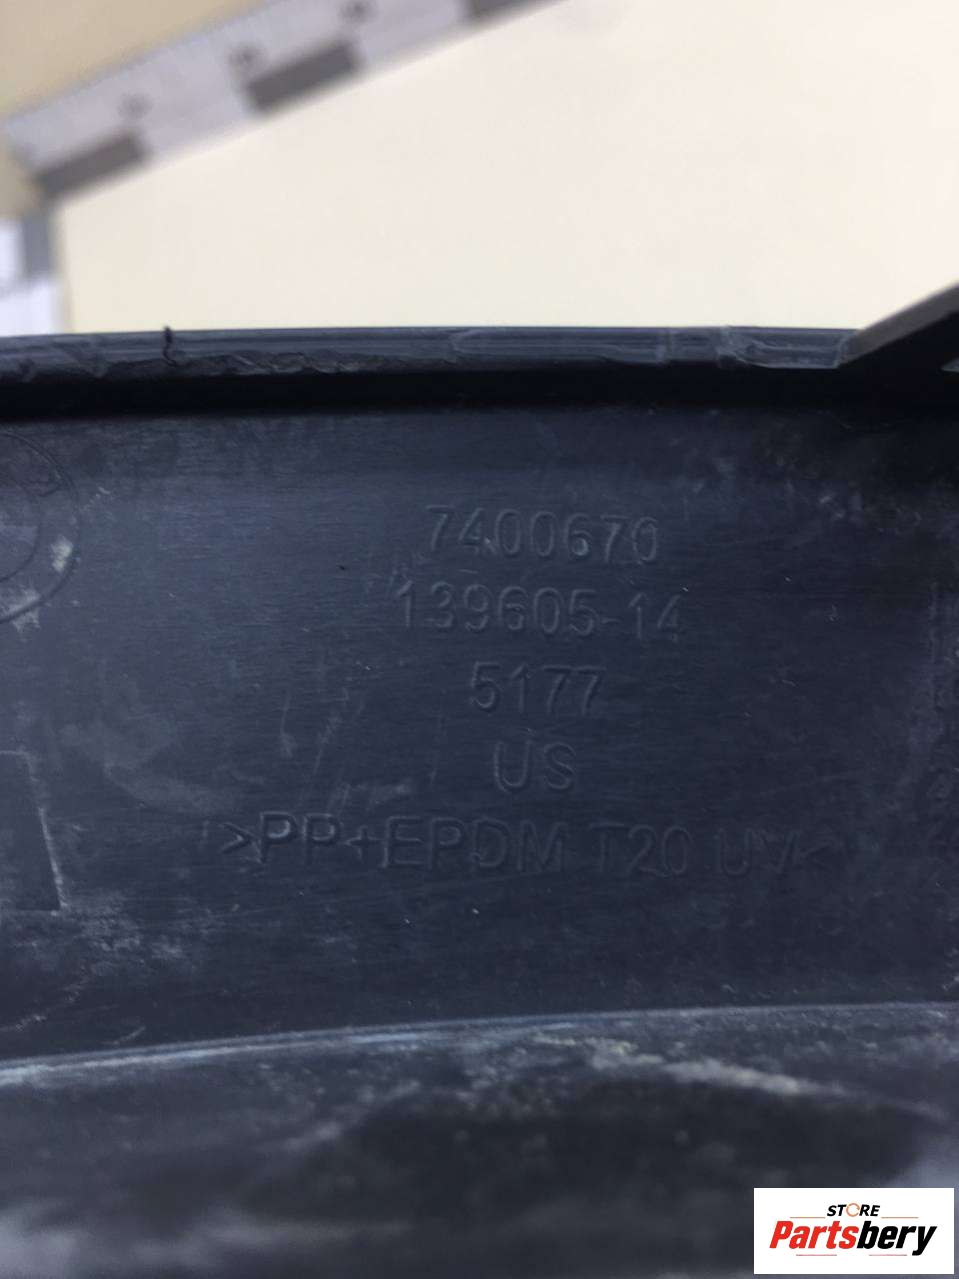 7400670
139605-14
5177
US
>PP+EPDM T20 UV<
STORE
Partsbery